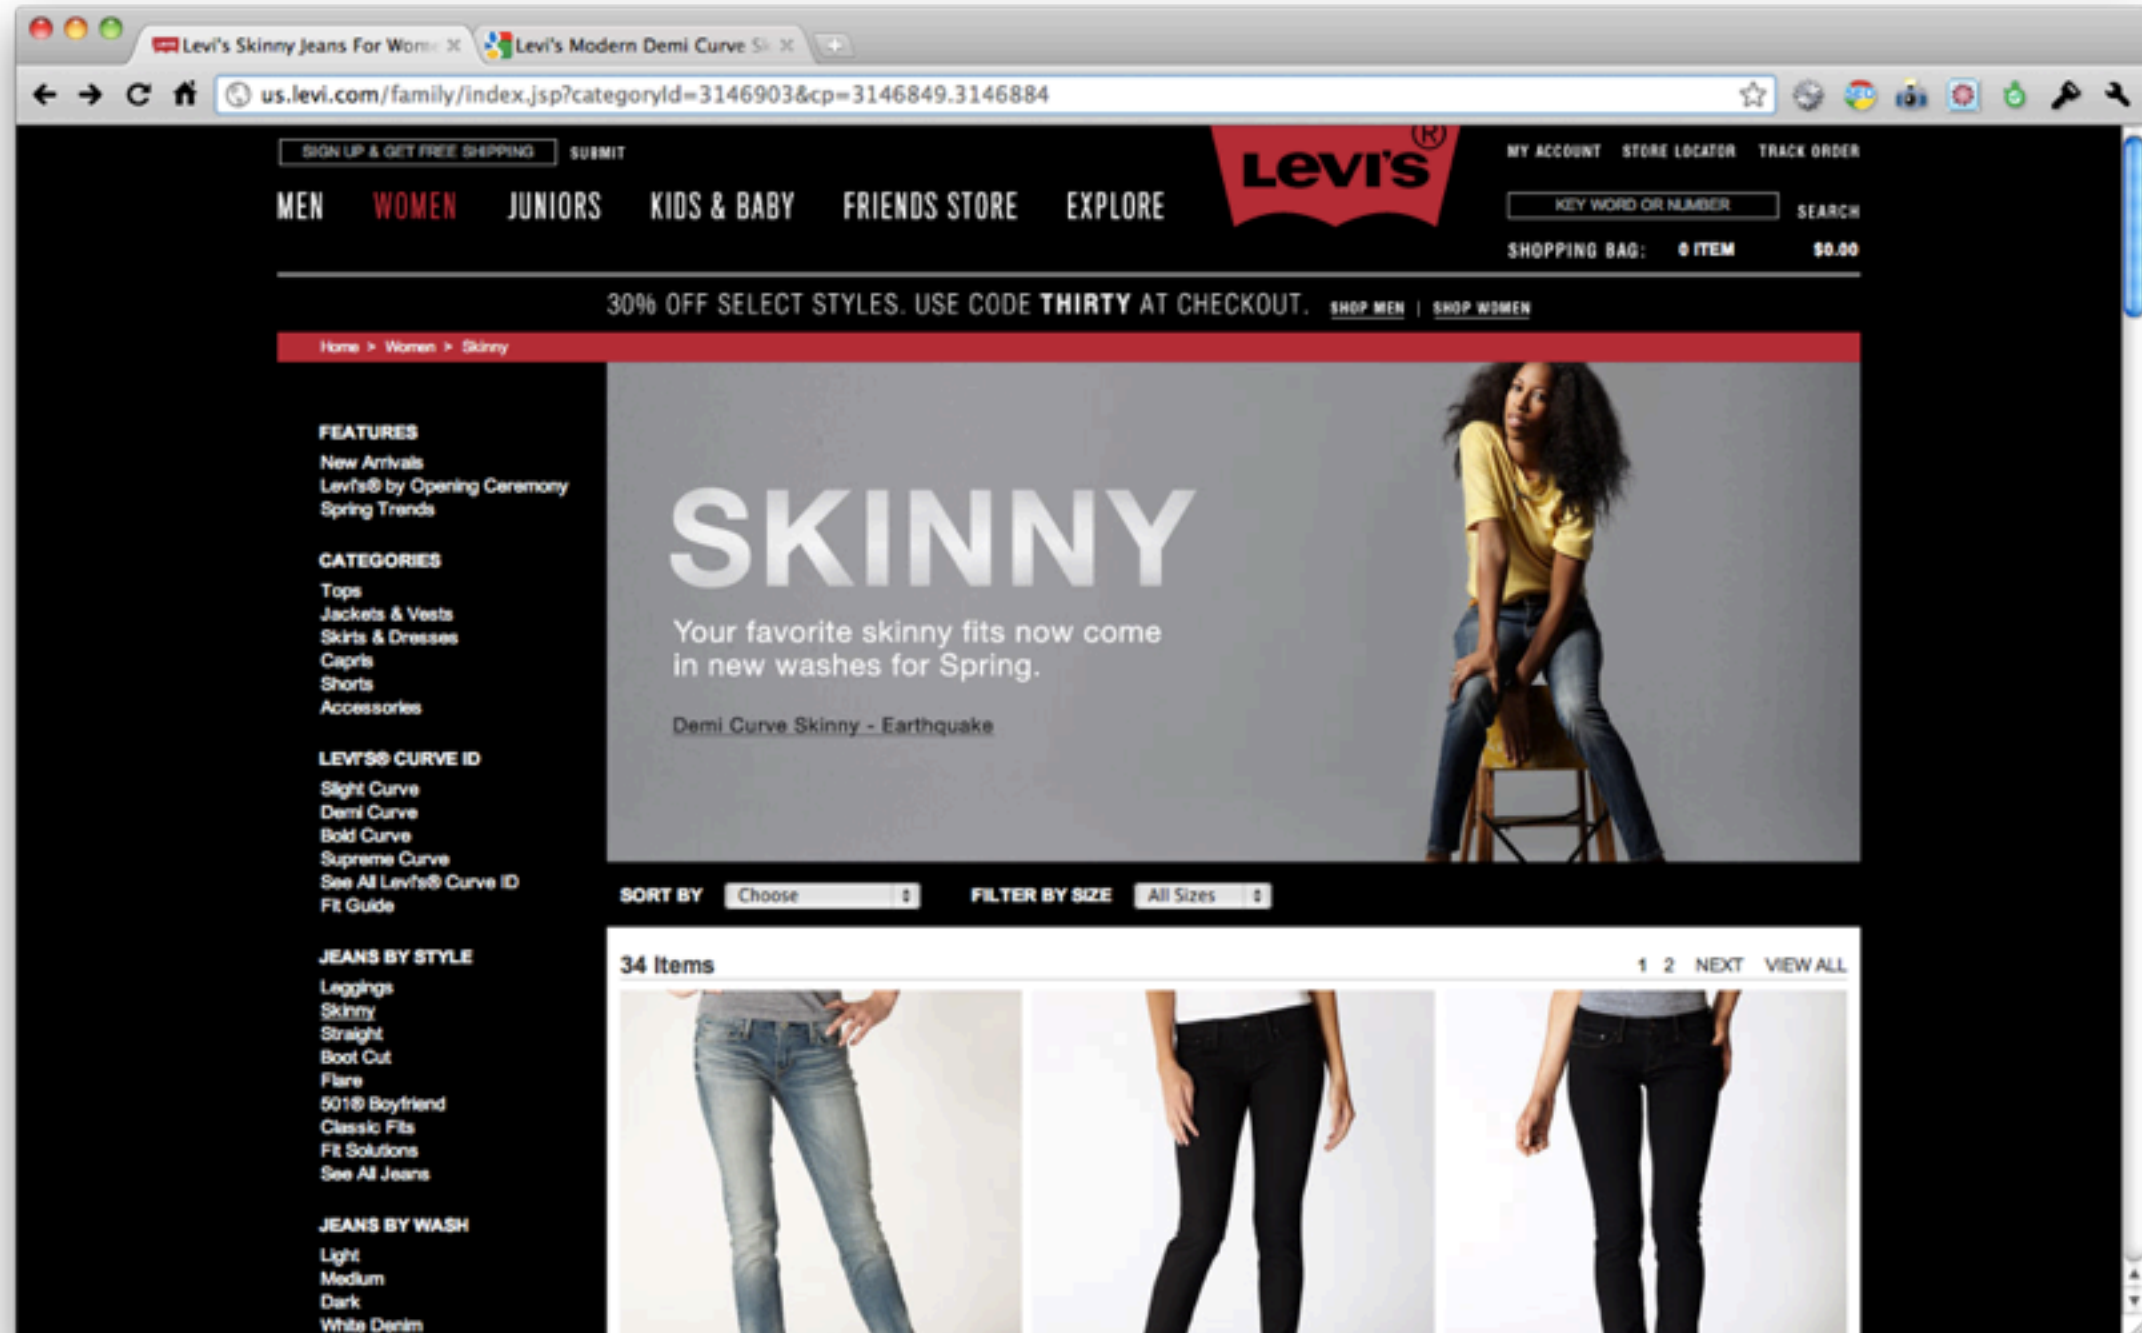 Levi's Skinny Jeans For Wome
Levi's Modern Demi Curve Sk
us.levi.com/family/index.jsp?categoryId=3146903&cp=3146849.3146884
SIGN UP & GET FREE SHIPPING SUBMIT
LEVI'S ®
MY ACCOUNT STORE LOCATOR TRACK ORDER
MEN WOMEN JUNIORS KIDS & BABY FRIENDS STORE EXPLORE
KEY WORD OR NUMBER SEARCH
SHOPPING BAG: 0 ITEM $0.00
30% OFF SELECT STYLES. USE CODE THIRTY AT CHECKOUT. SHOP MEN | SHOP WOMEN
Home > Women > Skinny
FEATURES
New Arrivals
Levi's® by Opening Ceremony
Spring Trends
CATEGORIES
Tops
Jackets & Vests
Skirts & Dresses
Capris
Shorts
Accessories
LEVI'S® CURVE ID
Slight Curve
Demi Curve
Bold Curve
Supreme Curve
See All Levi's® Curve ID
Fit Guide
JEANS BY STYLE
Leggings
Skinny
Straight
Boot Cut
Flare
501® Boyfriend
Classic Fits
Fit Solutions
See All Jeans
JEANS BY WASH
Light
Medium
Dark
White Denim
SKINNY
Your favorite skinny fits now come
in new washes for Spring.
Demi Curve Skinny - Earthquake
SORT BY Choose FILTER BY SIZE All Sizes
34 Items 1 2 NEXT VIEW ALL